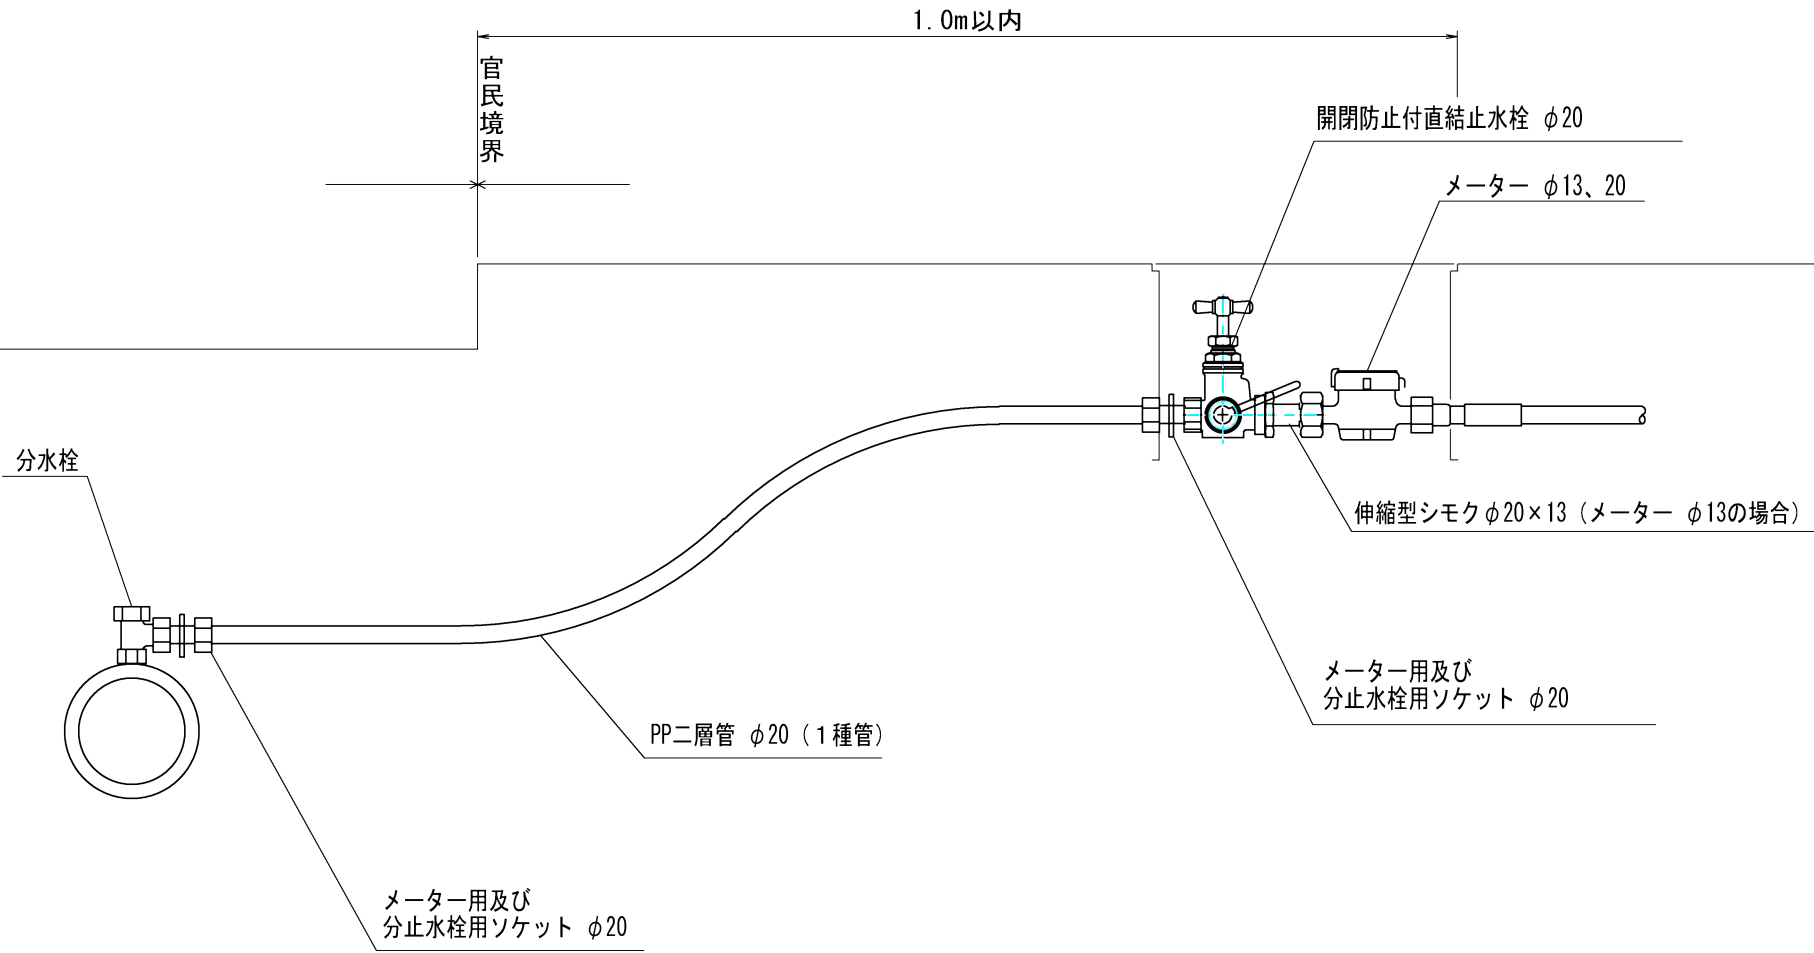 1.0m以内
官民境界
開閉防止付直結止水栓 φ20
メーター φ13、20
分水栓
伸縮型シモクφ20×13（メーター φ13の場合）
メーター用及び
分止水栓用ソケット φ20
PP二層管 φ20（１種管）
メーター用及び
分止水栓用ソケット φ20